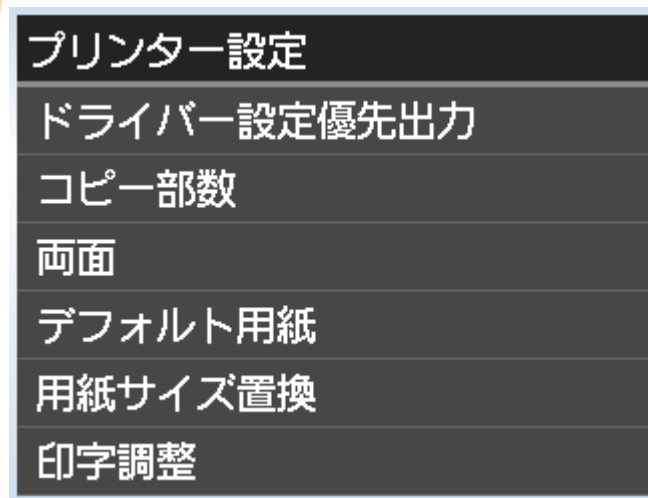 プリンター設定
ドライバー設定優先出力
コピー部数
両面
デフォルト用紙
用紙サイズ置換
印字調整